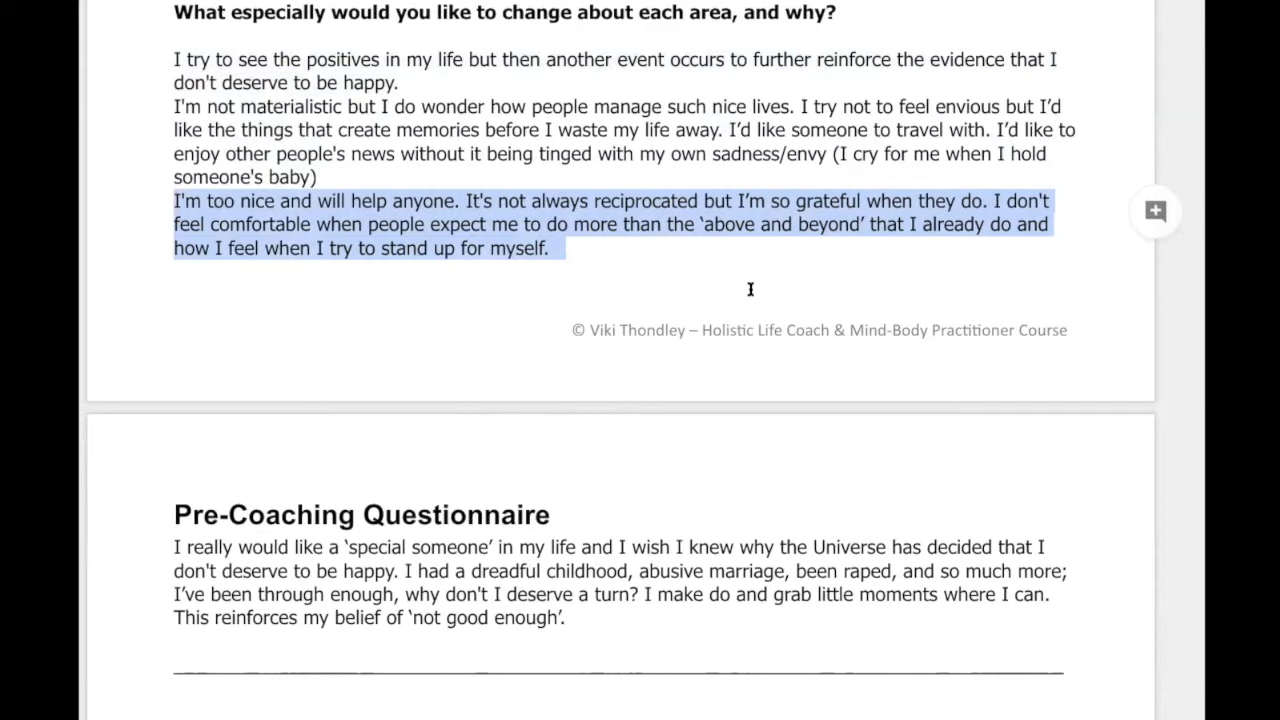 What especially would you like to change about each area, and why?
I try to see the positives in my life but then another event occurs to further reinforce the evidence that I
don't deserve to be happy.
I'm not materialistic but I do wonder how people manage such nice lives. I try not to feel envious but I’d
like the things that create memories before I waste my life away. I’d like someone to travel with. I’d like to
enjoy other people's news without it being tinged with my own sadness/envy (I cry for me when I hold
someone's baby)
I'm too nice and will help anyone. It's not always reciprocated but I’m so grateful when they do. I don't
feel comfortable when people expect me to do more than the ‘above and beyond’ that I already do and
how I feel when I try to stand up for myself.
© Viki Thondley – Holistic Life Coach & Mind-Body Practitioner Course
Pre-Coaching Questionnaire
I really would like a ‘special someone’ in my life and I wish I knew why the Universe has decided that I
don't deserve to be happy. I had a dreadful childhood, abusive marriage, been raped, and so much more;
I’ve been through enough, why don't I deserve a turn? I make do and grab little moments where I can.
This reinforces my belief of ‘not good enough’.